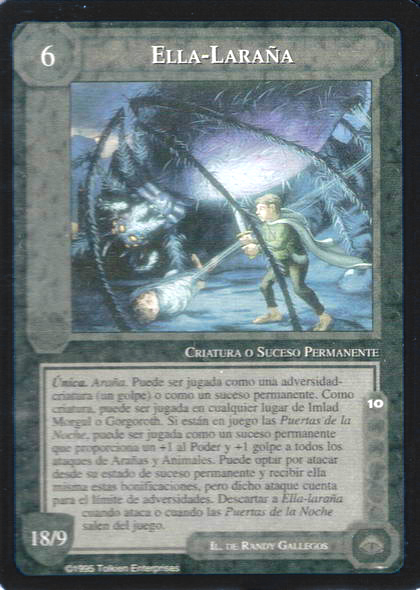 6
ELLA-LARAÑA
CRIATURA O SUCESO PERMANENTE
Única. Araña. Puede ser jugada como una adversidad-
criatura (un golpe) o como un suceso permanente. Como
criatura, puede ser jugada en cualquier lugar de Imlad
Morgul o Gorgoroth. Si están en juego las Puertas de la
Noche, puede ser jugada como un suceso permanente
que proporciona un +1 al Poder y +1 golpe a todos los
ataques de Arañas y Animales. Puede optar por atacar
desde su estado de suceso permanente y recibir ella
misma estas bonificaciones, pero dicho ataque cuenta
para el límite de adversidades. Descartar a Ella-laraña
cuando ataca o cuando las Puertas de la Noche
salen del juego.
10
18/9
IL. DE RANDY GALLEGOS
©1995 Tolkien Enterprises